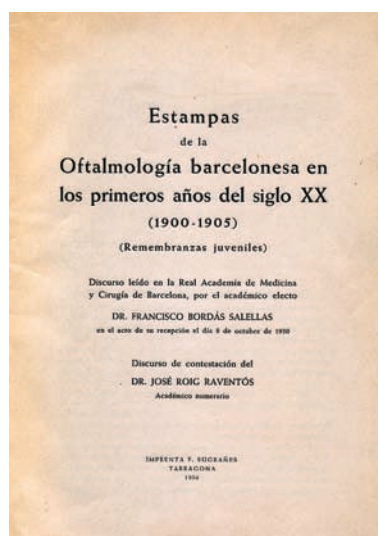 Estampas
de la
Oftalmología barcelonesa en
los primeros años del siglo XX
(1900-1905)
(Remembranzas juveniles)
Discurso leído en la Real Academia de Medicina
y Cirugía de Barcelona, por el académico electo
DR. FRANCISCO BORDÁS SALELLAS
en el acto de su recepción el día 8 de octubre de
Discurso de contestación del
DR. JOSÉ ROIG RAVENTÓS
Académico numerario
IMPRENTA F. SUGRAÑES
TARRAGONA